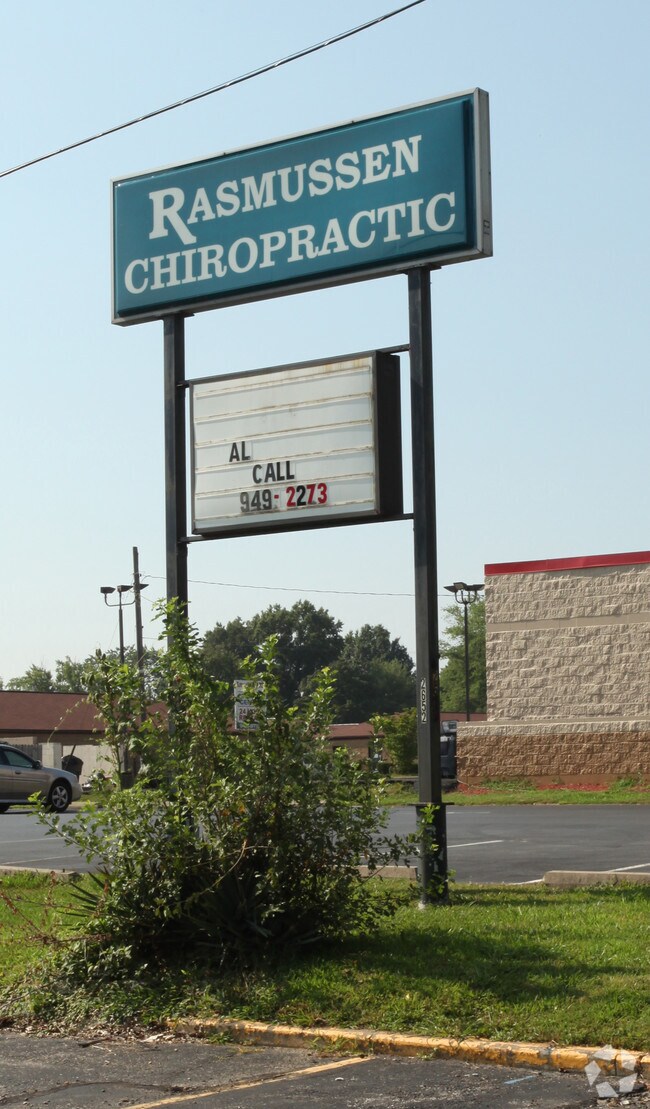 RASMUSSEN
CHIROPRACTIC
AL
CALL
949-2273